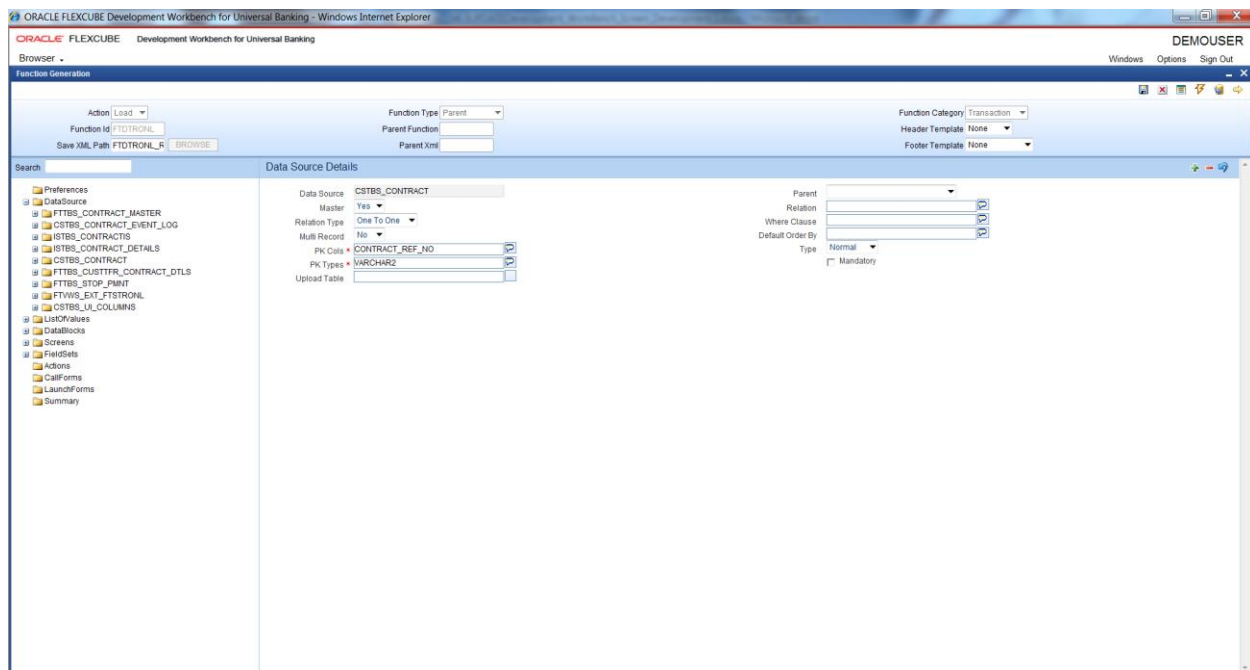 ORACLE FLEXCUBE Development Workbench for Universal Banking - Windows Internet Explorer
ORACLE FLEXCUBE Development Workbench for Universal Banking DEMOUSER
Browser Windows Options Sign Out
Function Generation
Action Load Function Type Parent Function Category Transaction
Function Id FTDTRONL Parent Function Header Template None
Save XML Path FTDTRONL_R BROWSE Parent Xml Footer Template None
Search Data Source Details
Preferences
DataSource
FTTBS_CONTRACT_MASTER
CSTBS_CONTRACT_EVENT_LOG
ISTBS_CONTRACTIS
ISTBS_CONTRACT_DETAILS
CSTBS_CONTRACT
FTTBS_CUSTTFR_CONTRACT_DTLS
FTTBS_STOP_PMNT
FTVWS_EXT_FTSTRONL
CSTBS_UI_COLUMNS
ListOfValues
DataBlocks
Screens
FieldSets
Actions
CallForms
LaunchForms
Summary
Data Source CSTBS_CONTRACT Parent
Master Yes Relation
Relation Type One To One Where Clause
Multi Record No Default Order By
PK Cols * CONTRACT_REF_NO Type Normal
PK Types * VARCHAR2 Mandatory
Upload Table